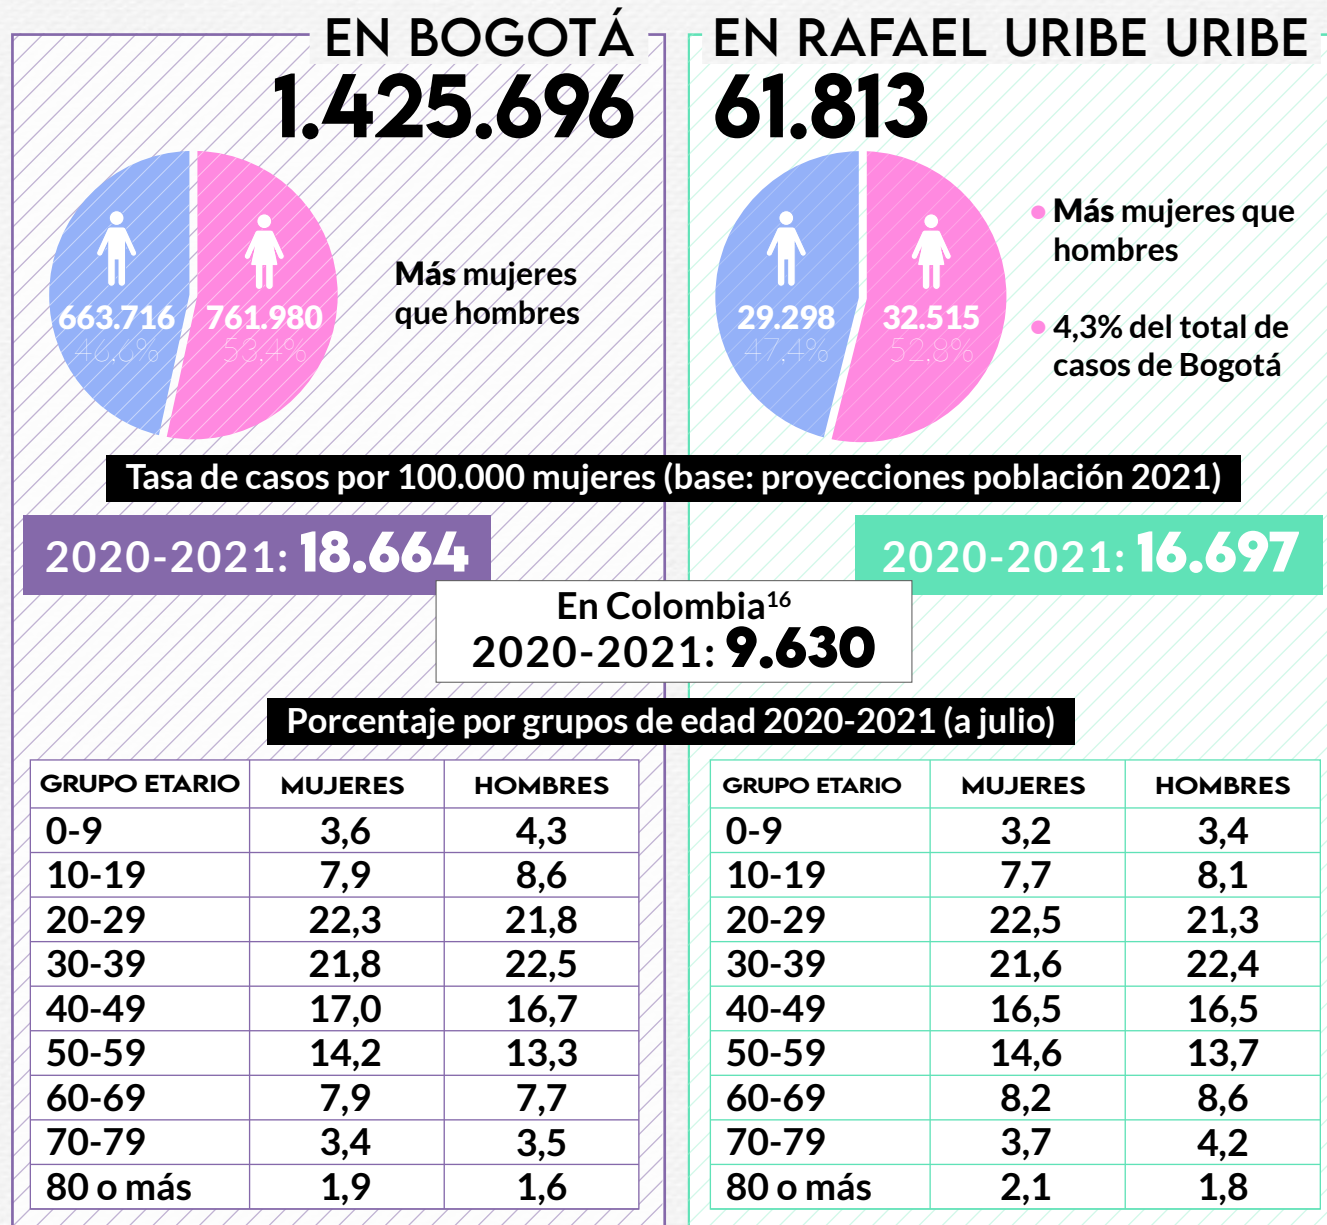 EN BOGOTÁ
1.425.696
663.716
46,6%
761.980
53,4%
Más mujeres
que hombres
EN RAFAEL URIBE URIBE
61.813
29.298
47,4%
32.515
52,8%
Más mujeres que
hombres
4,3% del total de
casos de Bogotá
Tasa de casos por 100.000 mujeres (base: proyecciones población 2021)
2020-2021: 18.664
2020-2021: 16.697
En Colombia16
2020-2021: 9.630
Porcentaje por grupos de edad 2020-2021 (a julio)
GRUPO ETARIO MUJERES HOMBRES
0-9 3,6 4,3
10-19 7,9 8,6
20-29 22,3 21,8
30-39 21,8 22,5
40-49 17,0 16,7
50-59 14,2 13,3
60-69 7,9 7,7
70-79 3,4 3,5
80 o más 1,9 1,6
GRUPO ETARIO MUJERES HOMBRES
0-9 3,2 3,4
10-19 7,7 8,1
20-29 22,5 21,3
30-39 21,6 22,4
40-49 16,5 16,5
50-59 14,6 13,7
60-69 8,2 8,6
70-79 3,7 4,2
80 o más 2,1 1,8